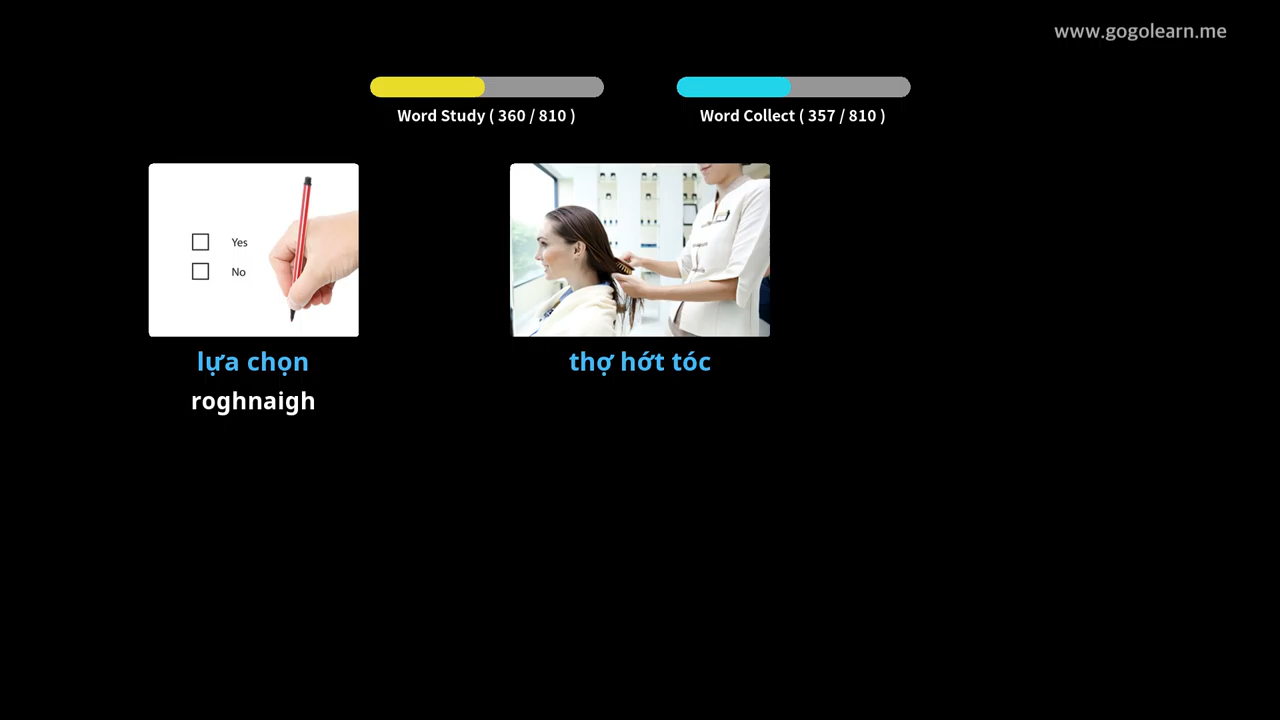 www.gogolearn.me
Word Study ( 360 / 810 )
Word Collect ( 357 / 810 )
Yes
No
lựa chọn
roghnaigh
thợ hớt tóc